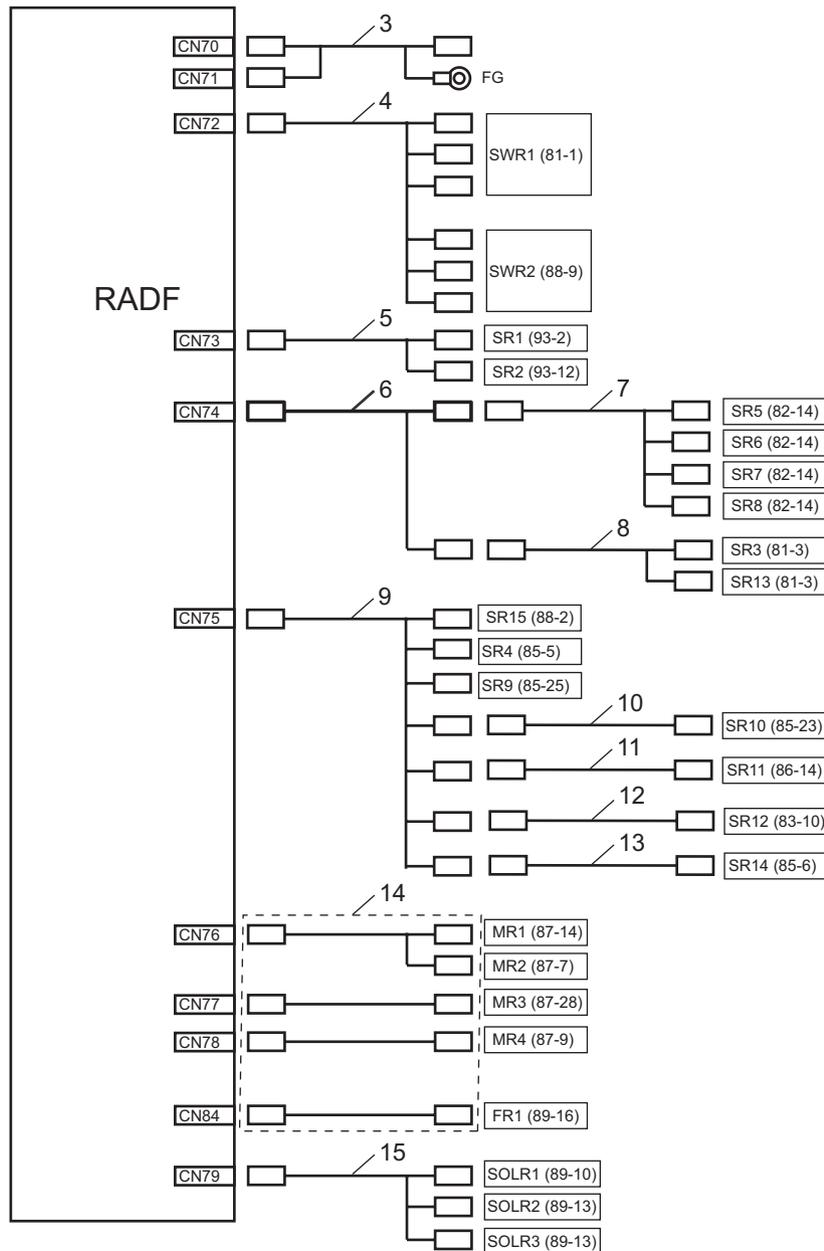 3
CN70
CN71
FG
4
CN72
SWR1 (81-1)
SWR2 (88-9)
RADF
5
CN73
SR1 (93-2)
SR2 (93-12)
6
7
CN74
SR5 (82-14)
SR6 (82-14)
SR7 (82-14)
SR8 (82-14)
8
SR3 (81-3)
SR13 (81-3)
9
CN75
SR15 (88-2)
SR4 (85-5)
SR9 (85-25)
10
SR10 (85-23)
11
SR11 (86-14)
12
SR12 (83-10)
13
SR14 (85-6)
14
CN76
MR1 (87-14)
MR2 (87-7)
CN77
MR3 (87-28)
CN78
MR4 (87-9)
CN84
FR1 (89-16)
15
CN79
SOLR1 (89-10)
SOLR2 (89-13)
SOLR3 (89-13)